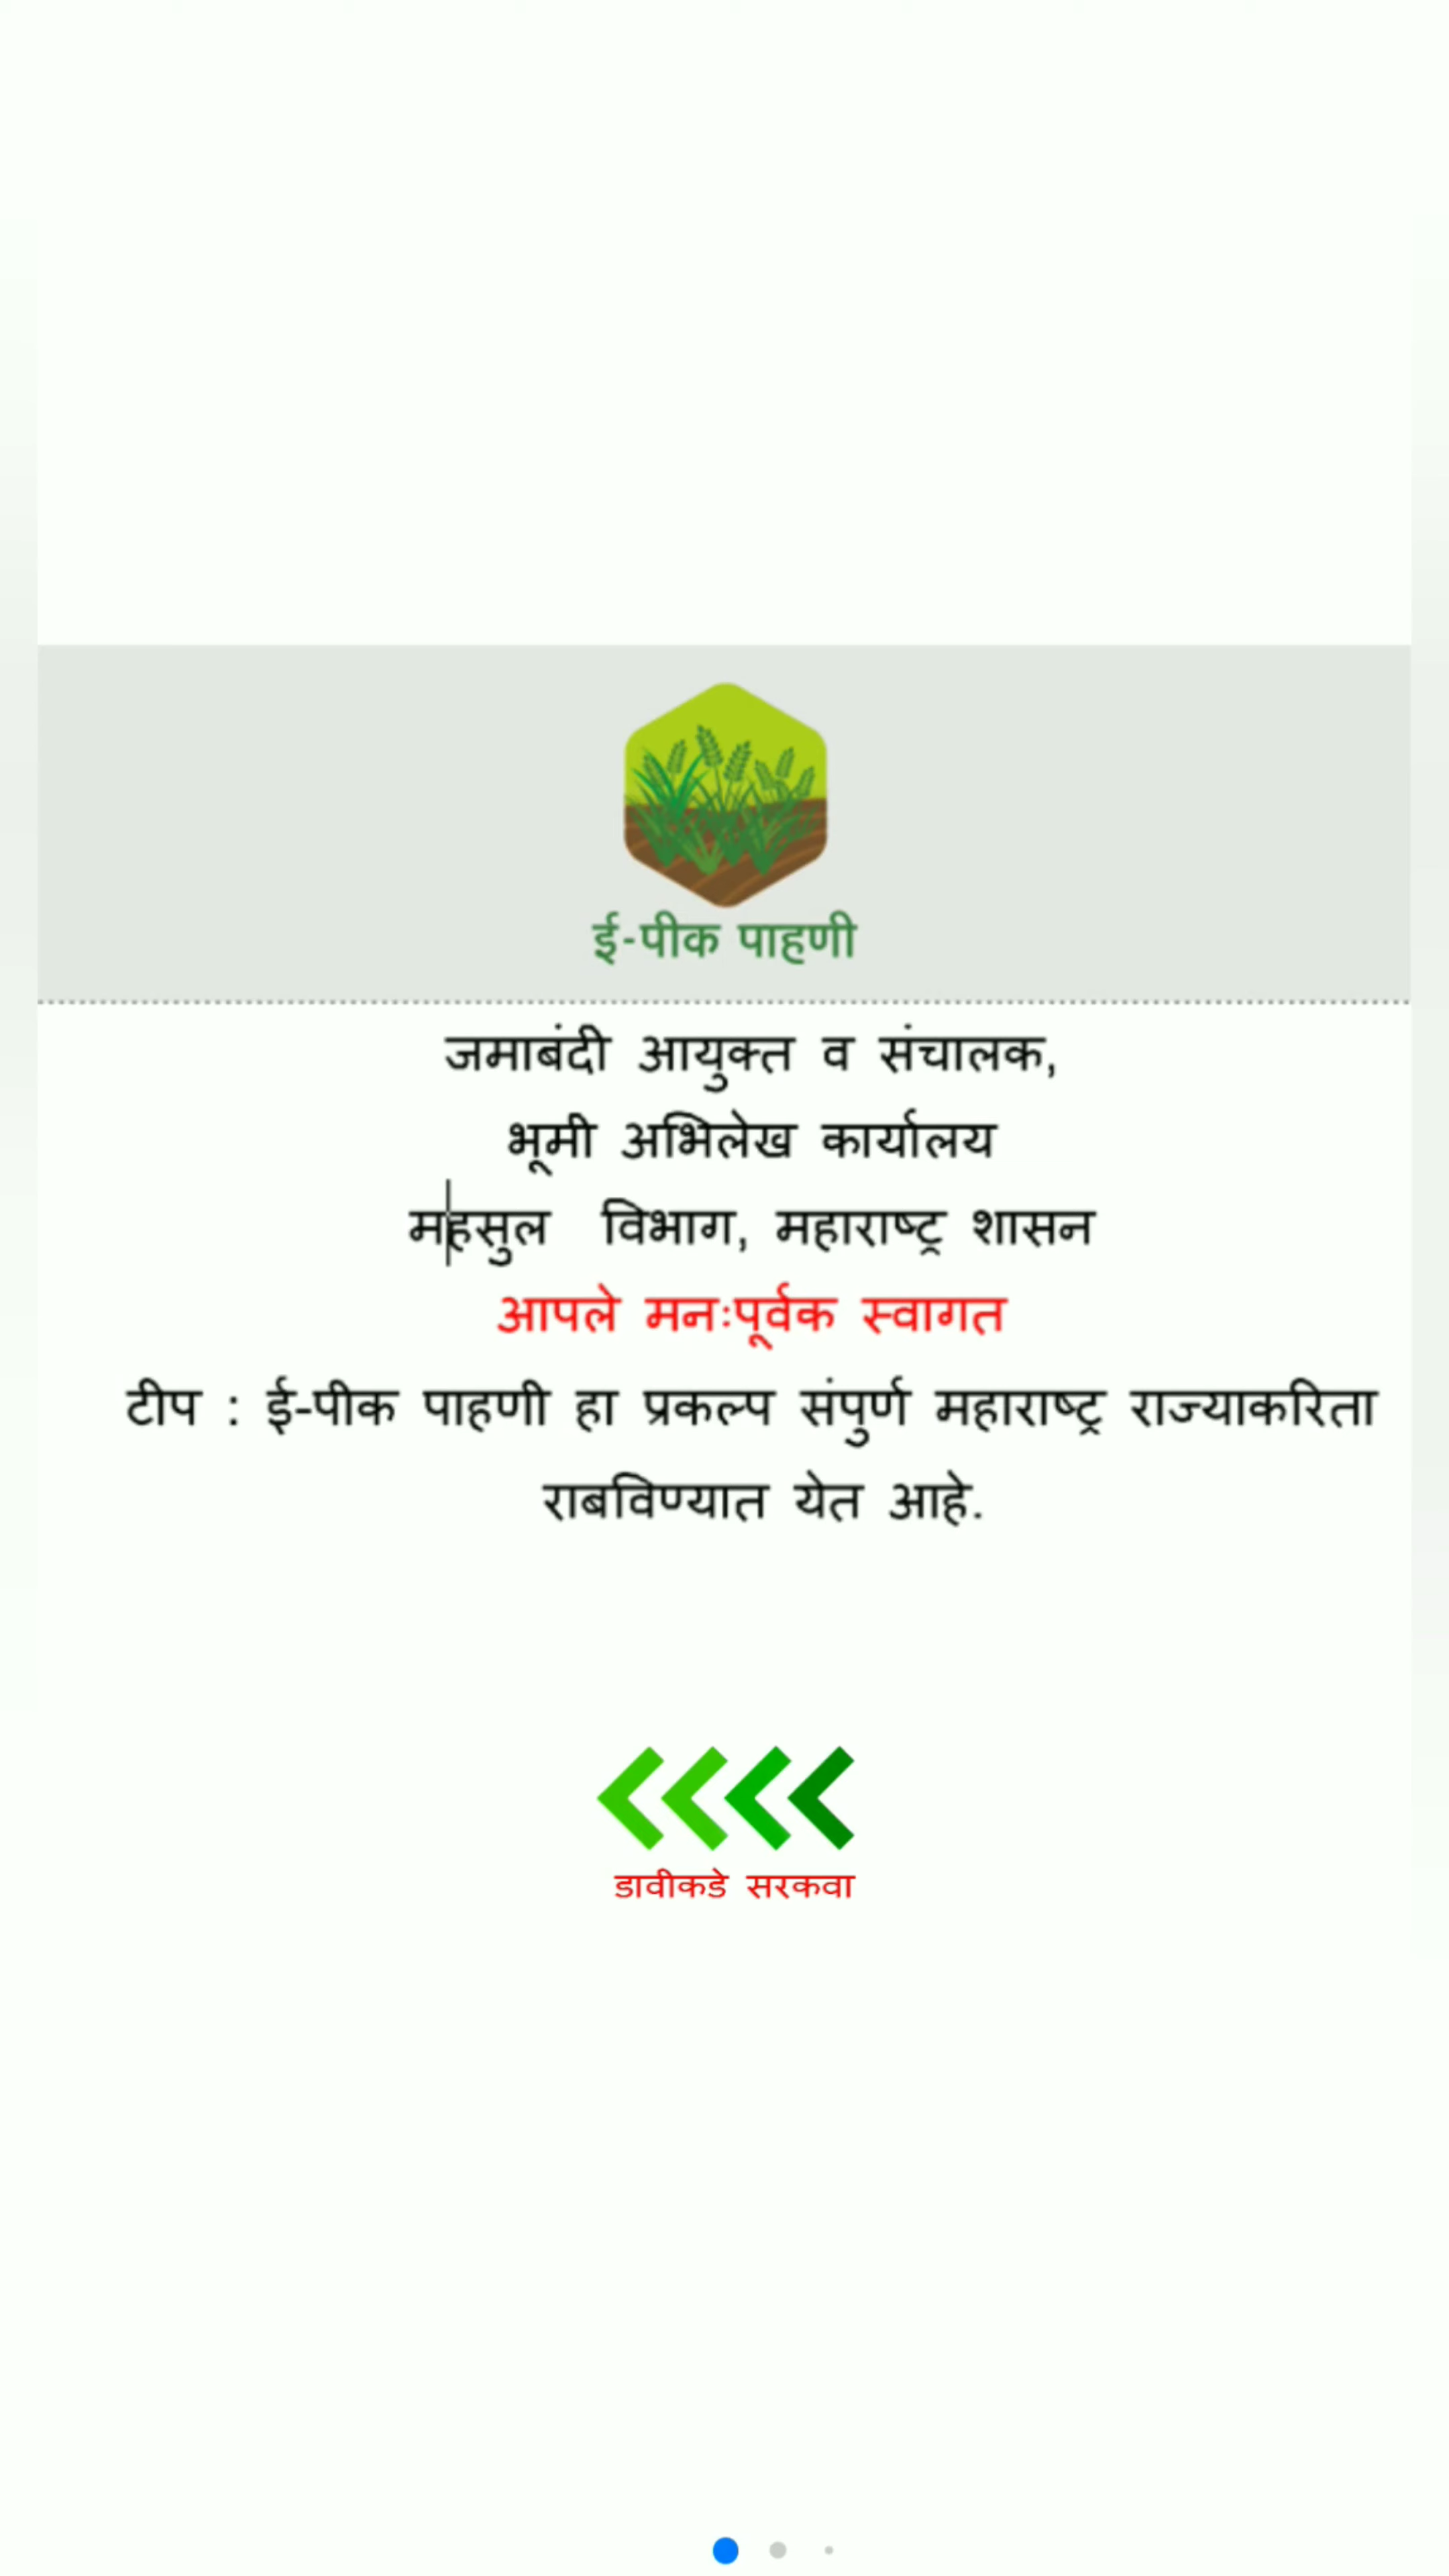 ई-पीक पाहणी
जमाबंदी आयुक्त व संचालक,
भूमी अभिलेख कार्यालय
महसुल विभाग, महाराष्ट्र शासन
आपले मनःपूर्वक स्वागत
टीप : ई-पीक पाहणी हा प्रकल्प संपुर्ण महाराष्ट्र राज्याकरिता
राबविण्यात येत आहे.
डावीकडे सरकवा